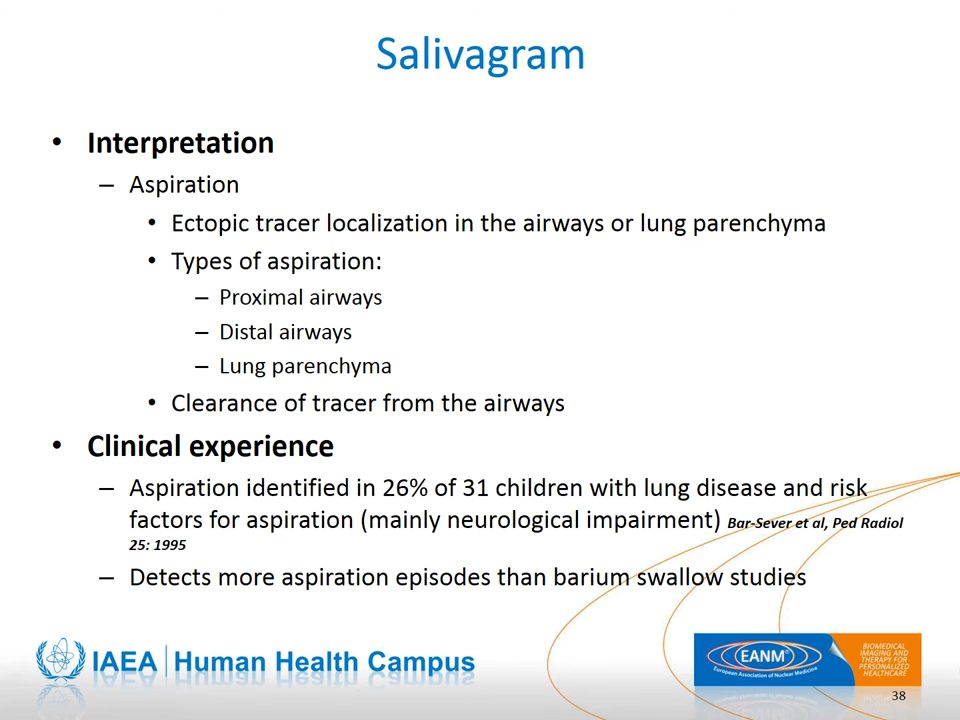 Salivagram
• Interpretation
– Aspiration
• Ectopic tracer localization in the airways or lung parenchyma
• Types of aspiration:
– Proximal airways
– Distal airways
– Lung parenchyma
• Clearance of tracer from the airways
• Clinical experience
– Aspiration identified in 26% of 31 children with lung disease and risk
factors for aspiration (mainly neurological impairment) Bar-Sever et al, Ped Radiol
25: 1995
– Detects more aspiration episodes than barium swallow studies
IAEA | Human Health Campus
EANM
European Association of Nuclear Medicine
BIOMEDICAL
IMAGING AND
THERAPY FOR
PERSONALIZED
HEALTHCARE
38